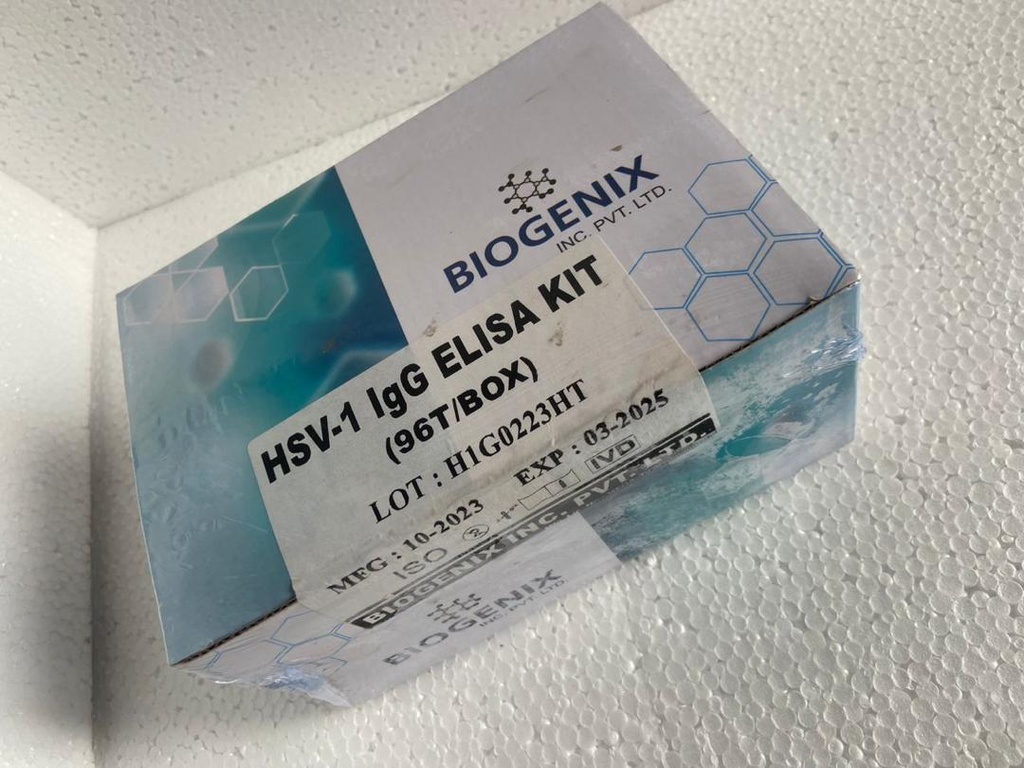 BIOGENIX
INC. PVT. LTD.
HSV-1 IgG ELISA KIT
(96T/BOX)
LOT : H1G0223HT
MFG : 10-2023 EXP : 03-2025
ISO IVD
BIOGENIX INC. PVT. LTD.
BIOGENIX
INC. PVT. LTD.